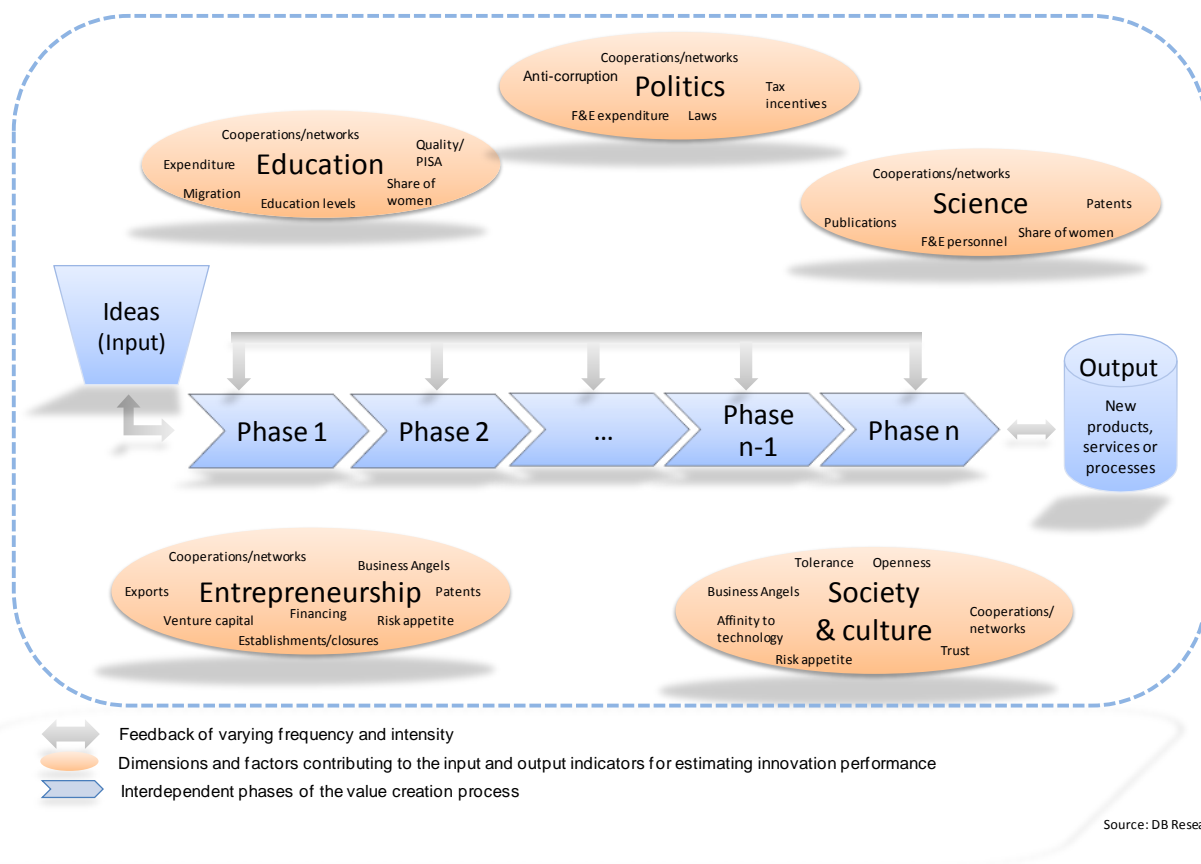 Cooperations/networks
Anti-corruption
Politics
Tax
incentives
F&E expenditure
Laws
Cooperations/networks
Quality/
PISA
Expenditure
Education
Migration
Share of
women
Education levels
Cooperations/networks
Science
Patents
Publications
Share of women
F&E personnel
Ideas
(Input)
Phase 1
Phase 2
...
Phase
n-1
Phase n
Output
New
products,
services or
processes
Cooperations/networks
Business Angels
Exports
Entrepreneurship
Patents
Venture capital
Financing
Risk appetite
Establishments/closures
Tolerance
Openness
Business Angels
Society
& culture
Cooperations/
networks
Affinity to
technology
Trust
Risk appetite
Feedback of varying frequency and intensity
Dimensions and factors contributing to the input and output indicators for estimating innovation performance
Interdependent phases of the value creation process
Source: DB Resea